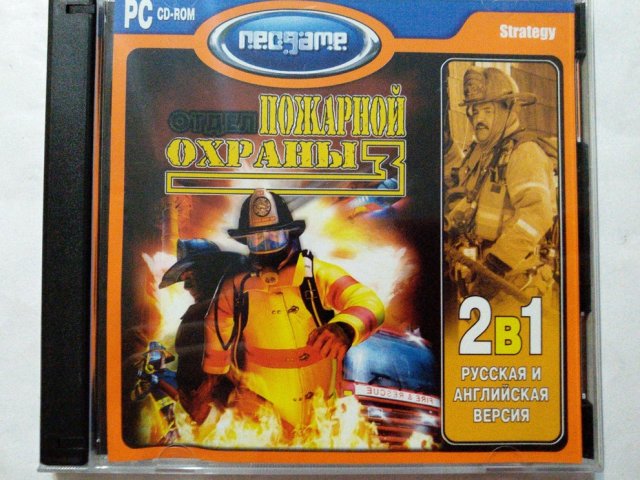 PC CD-ROM
neogame
Strategy
ОТДЕЛ ПОЖАРНОЙ
ОХРАНЫ 3
FIRE & RESCUE
2в1
РУССКАЯ И
АНГЛИЙСКАЯ
ВЕРСИЯ